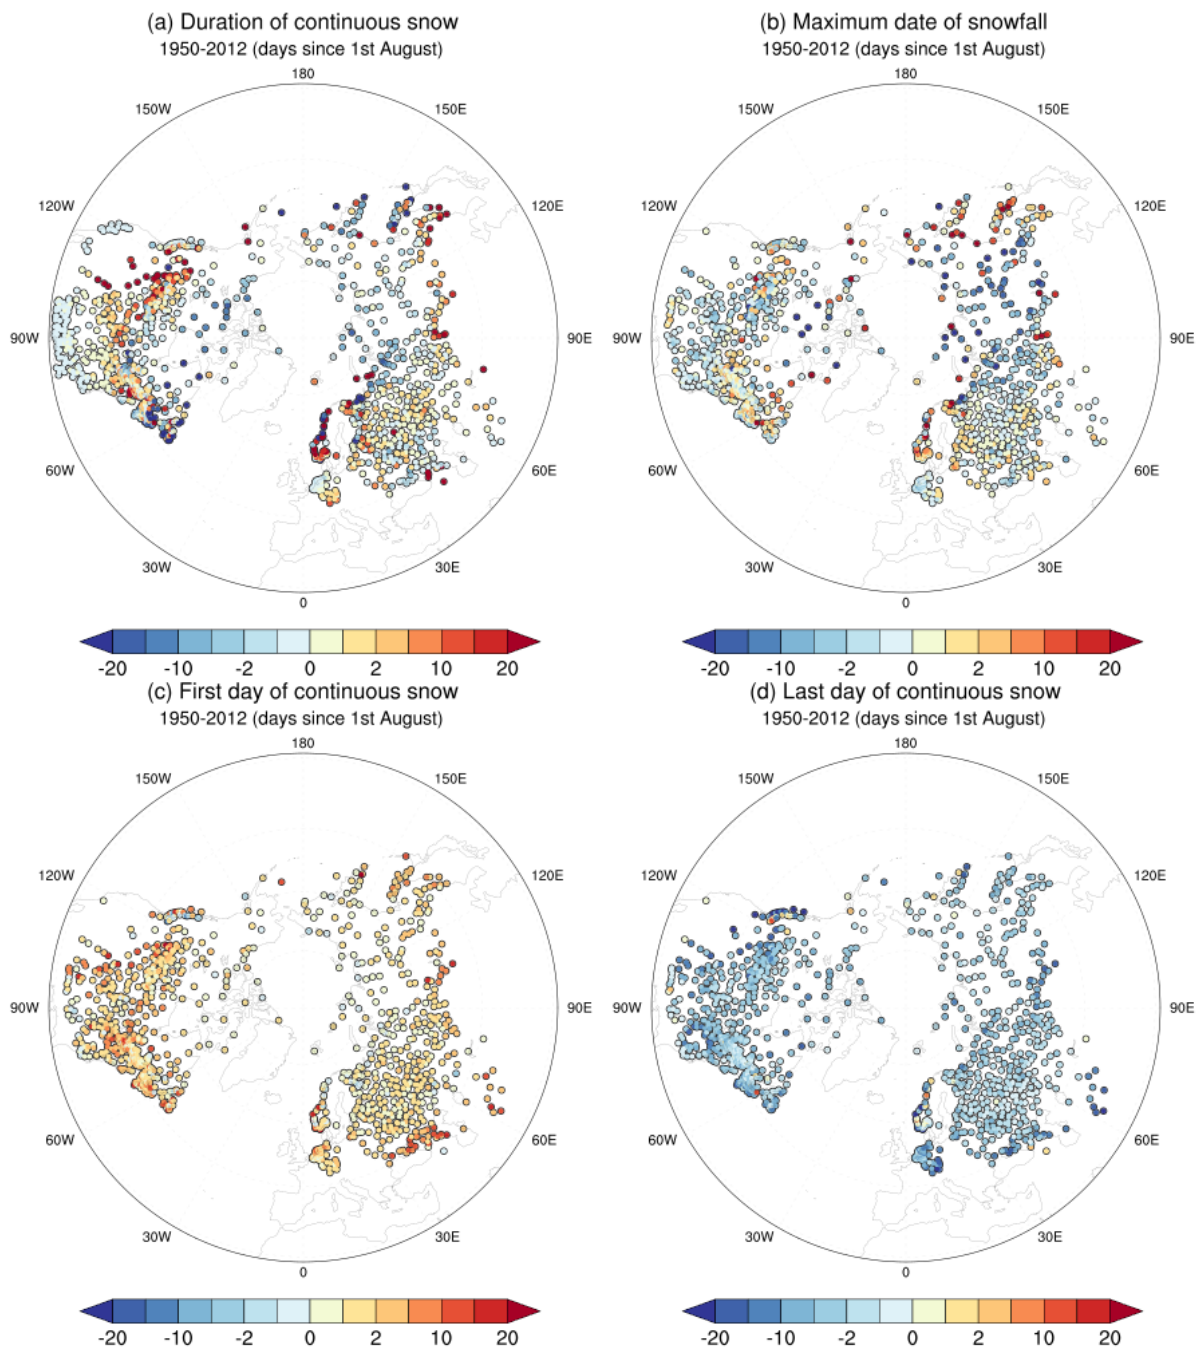 (a) Duration of continuous snow
1950-2012 (days since 1st August)
180
150W
150E
120W
120E
90W
90E
60W
60E
30W
30E
0
-20 -10 -2 0 2 10 20
(b) Maximum date of snowfall
1950-2012 (days since 1st August)
180
150W
150E
120W
120E
90W
90E
60W
60E
30W
30E
0
-20 -10 -2 0 2 10 20
(c) First day of continuous snow
1950-2012 (days since 1st August)
180
150W
150E
120W
120E
90W
90E
60W
60E
30W
30E
0
-20 -10 -2 0 2 10 20
(d) Last day of continuous snow
1950-2012 (days since 1st August)
180
150W
150E
120W
120E
90W
90E
60W
60E
30W
30E
0
-20 -10 -2 0 2 10 20